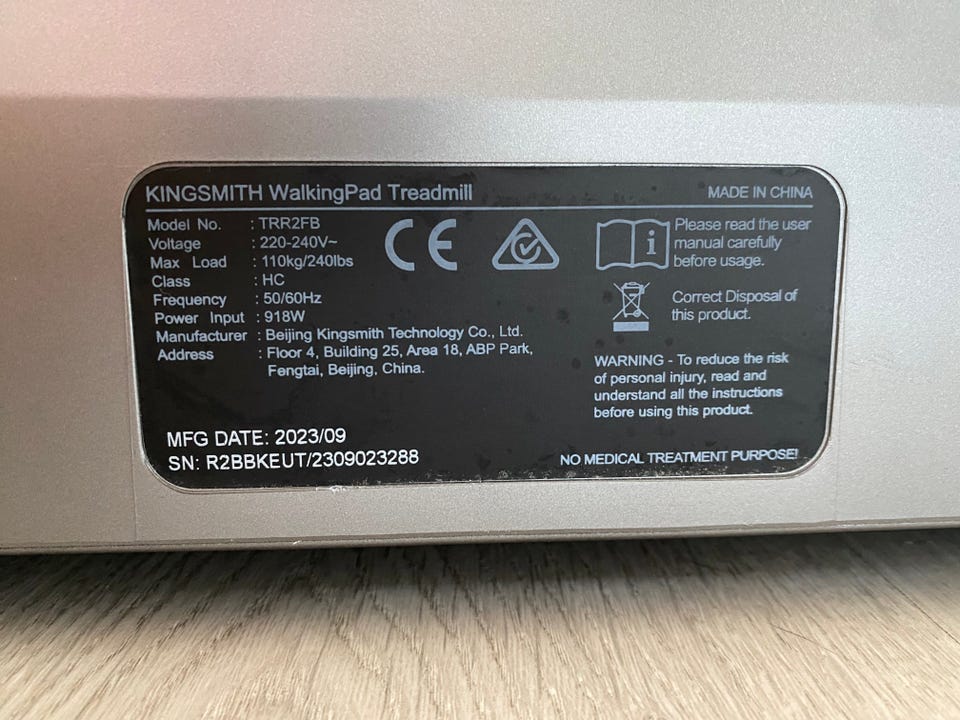 KINGSMITH WalkingPad Treadmill
MADE IN CHINA
Model No. : TRR2FB
Voltage : 220-240V~
Max Load : 110kg/240lbs
Class : HC
Frequency : 50/60Hz
Power Input : 918W
Manufacturer : Beijing Kingsmith Technology Co., Ltd.
Address : Floor 4, Building 25, Area 18, ABP Park,
Fengtai, Beijing, China.
MFG DATE: 2023/09
SN: R2BBKEUT/2309023288
CE
i
Please read the user
manual carefully
before usage.
Correct Disposal of
this product.
WARNING - To reduce the risk
of personal injury, read and
understand all the instructions
before using this product.
NO MEDICAL TREATMENT PURPOSE!